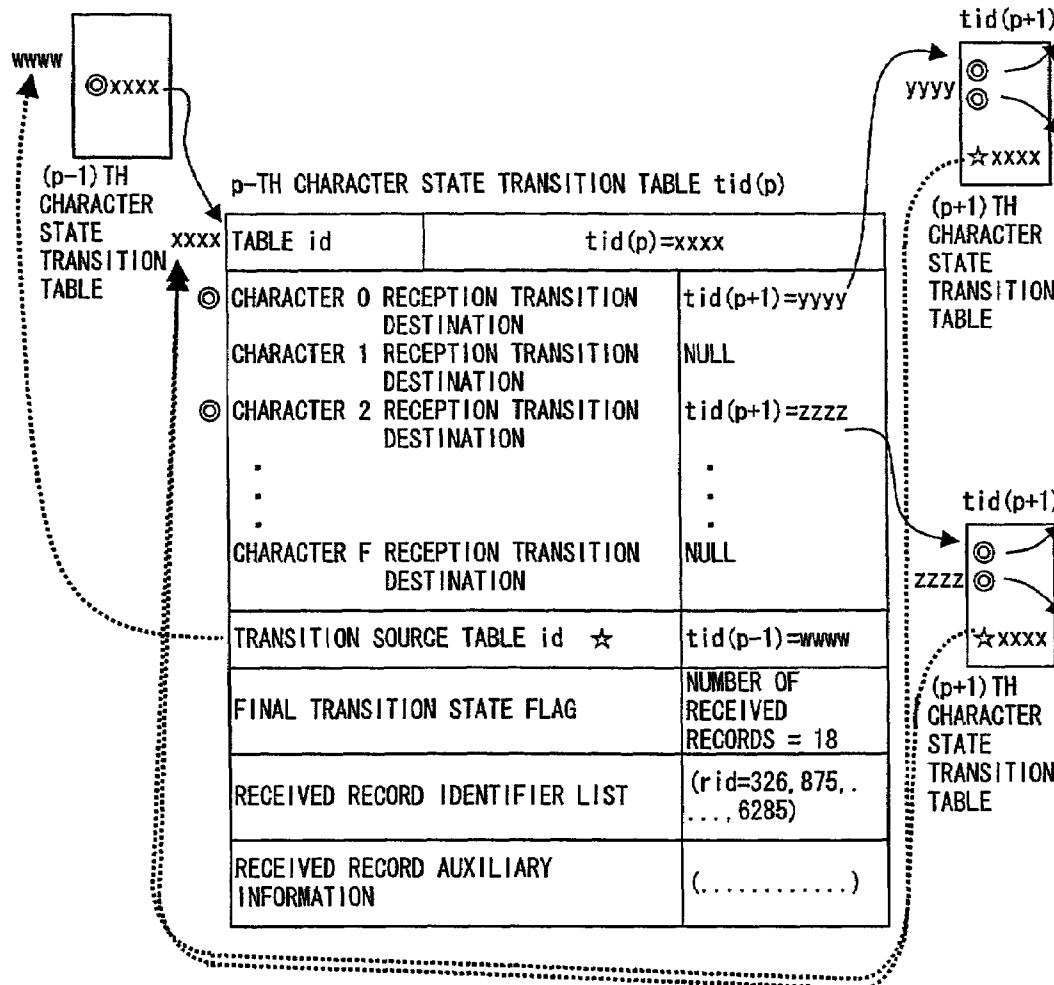 wwww
◎xxxx
(p-1)TH
CHARACTER
STATE
TRANSITION
TABLE
p-TH CHARACTER STATE TRANSITION TABLE tid(p)
xxxx
TABLE id
tid(p)=xxxx
◎ CHARACTER 0 RECEPTION TRANSITION
DESTINATION
tid(p+1)=yyyy
CHARACTER 1 RECEPTION TRANSITION
DESTINATION
NULL
◎ CHARACTER 2 RECEPTION TRANSITION
DESTINATION
tid(p+1)=zzzz
CHARACTER F RECEPTION TRANSITION
DESTINATION
NULL
TRANSITION SOURCE TABLE id ☆
tid(p-1)=wwww
FINAL TRANSITION STATE FLAG
NUMBER OF
RECEIVED
RECORDS = 18
RECEIVED RECORD IDENTIFIER LIST
(rid=326,875,.
...,6285)
RECEIVED RECORD AUXILIARY
INFORMATION
(............)
tid(p+1)
yyyy
◎
◎
☆xxxx
(p+1)TH
CHARACTER
STATE
TRANSITION
TABLE
tid(p+1)
◎
zzzz ◎
☆xxxx
(p+1)TH
CHARACTER
STATE
TRANSITION
TABLE